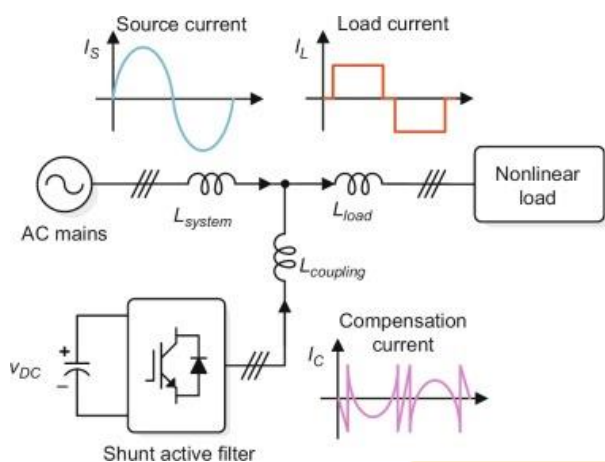 Source current
Load current
I_S
I_L
Nonlinear
load
AC mains
L_system
L_load
L_coupling
Compensation
current
I_C
+
v_DC
–
Shunt active filter